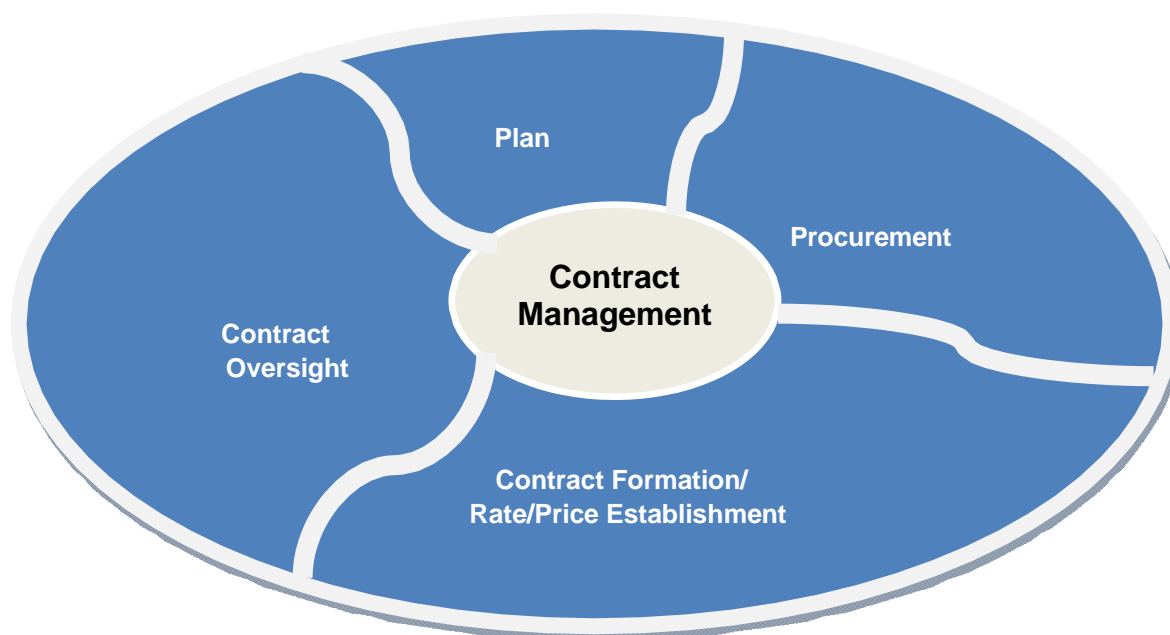 Plan
Procurement
Contract
Management
Contract
Oversight
Contract Formation/
Rate/Price Establishment